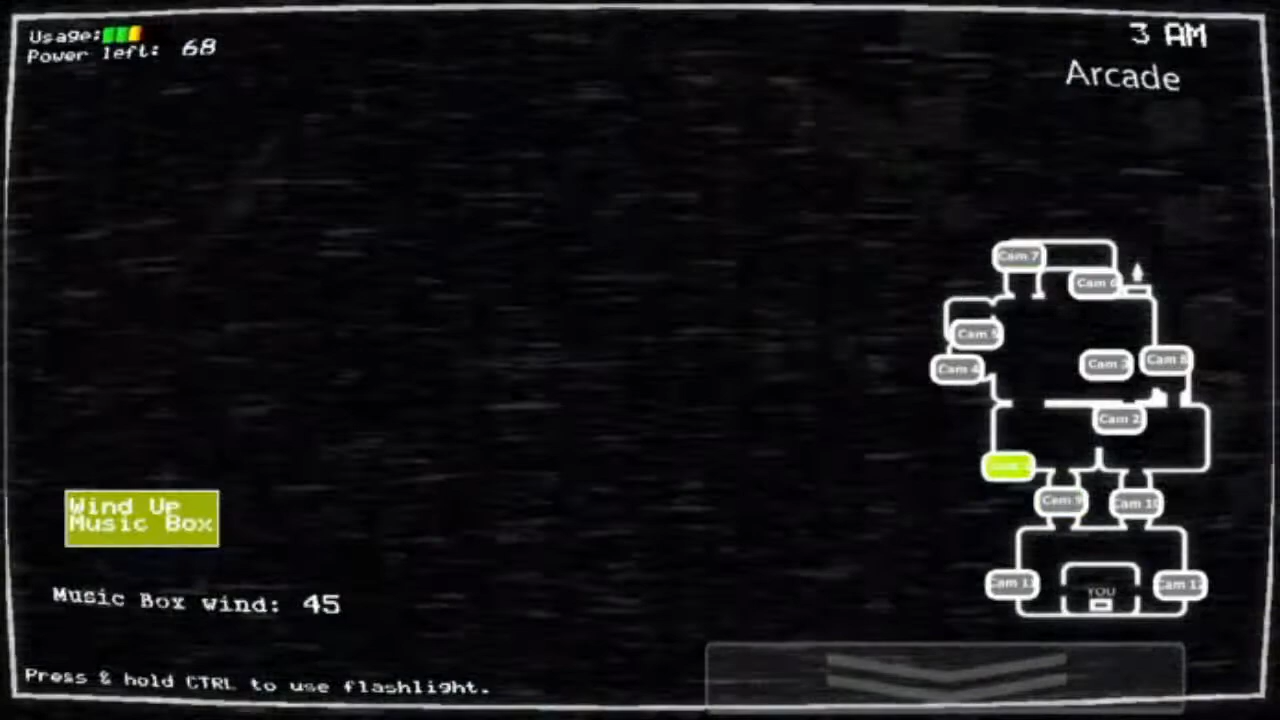 Usage:
Power left: 68
3 AM
Arcade
Cam 7
Cam 6
Cam 5
Cam 4
Cam 3
Cam 8
Cam 2
Cam 9
Cam 10
Cam 11
Cam 12
YOU
Wind Up
Music Box
Music Box wind: 45
Press & hold CTRL to use flashlight.